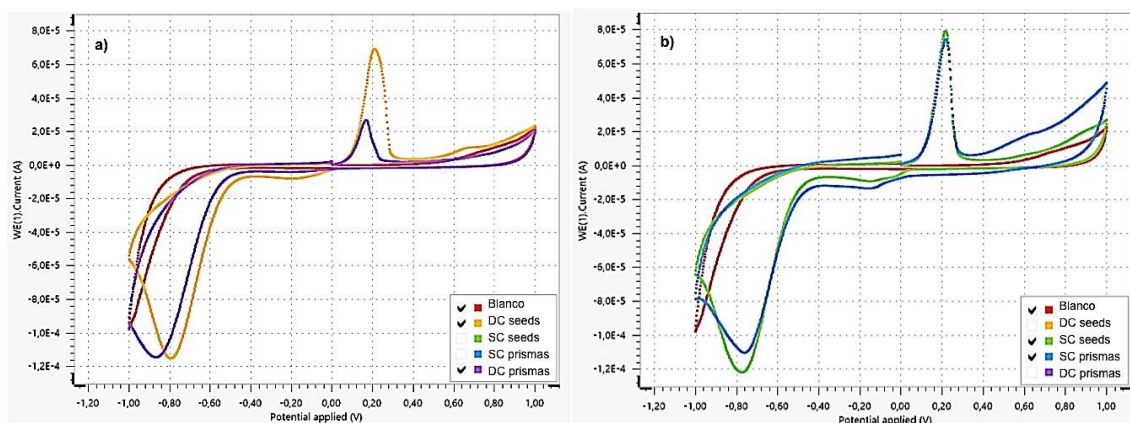 a)
8,0E-5
6,0E-5
4,0E-5
2,0E-5
0,0E+0
-2,0E-5
-4,0E-5
-6,0E-5
-8,0E-5
-1,0E-4
-1,2E-4
WE(1).Current (A)
-1,20 -1,00 -0,80 -0,60 -0,40 -0,20 0,00 0,20 0,40 0,60 0,80 1,00
Potential applied (V)
Blanco
DC seeds
SC seeds
SC prismas
DC prismas
b)
8,0E-5
6,0E-5
4,0E-5
2,0E-5
0,0E+0
-2,0E-5
-4,0E-5
-6,0E-5
-8,0E-5
-1,0E-4
-1,2E-4
WE(1).Current (A)
-1,20 -1,00 -0,80 -0,60 -0,40 -0,20 0,00 0,20 0,40 0,60 0,80 1,00
Potential applied (V)
Blanco
DC seeds
SC seeds
SC prismas
DC prismas